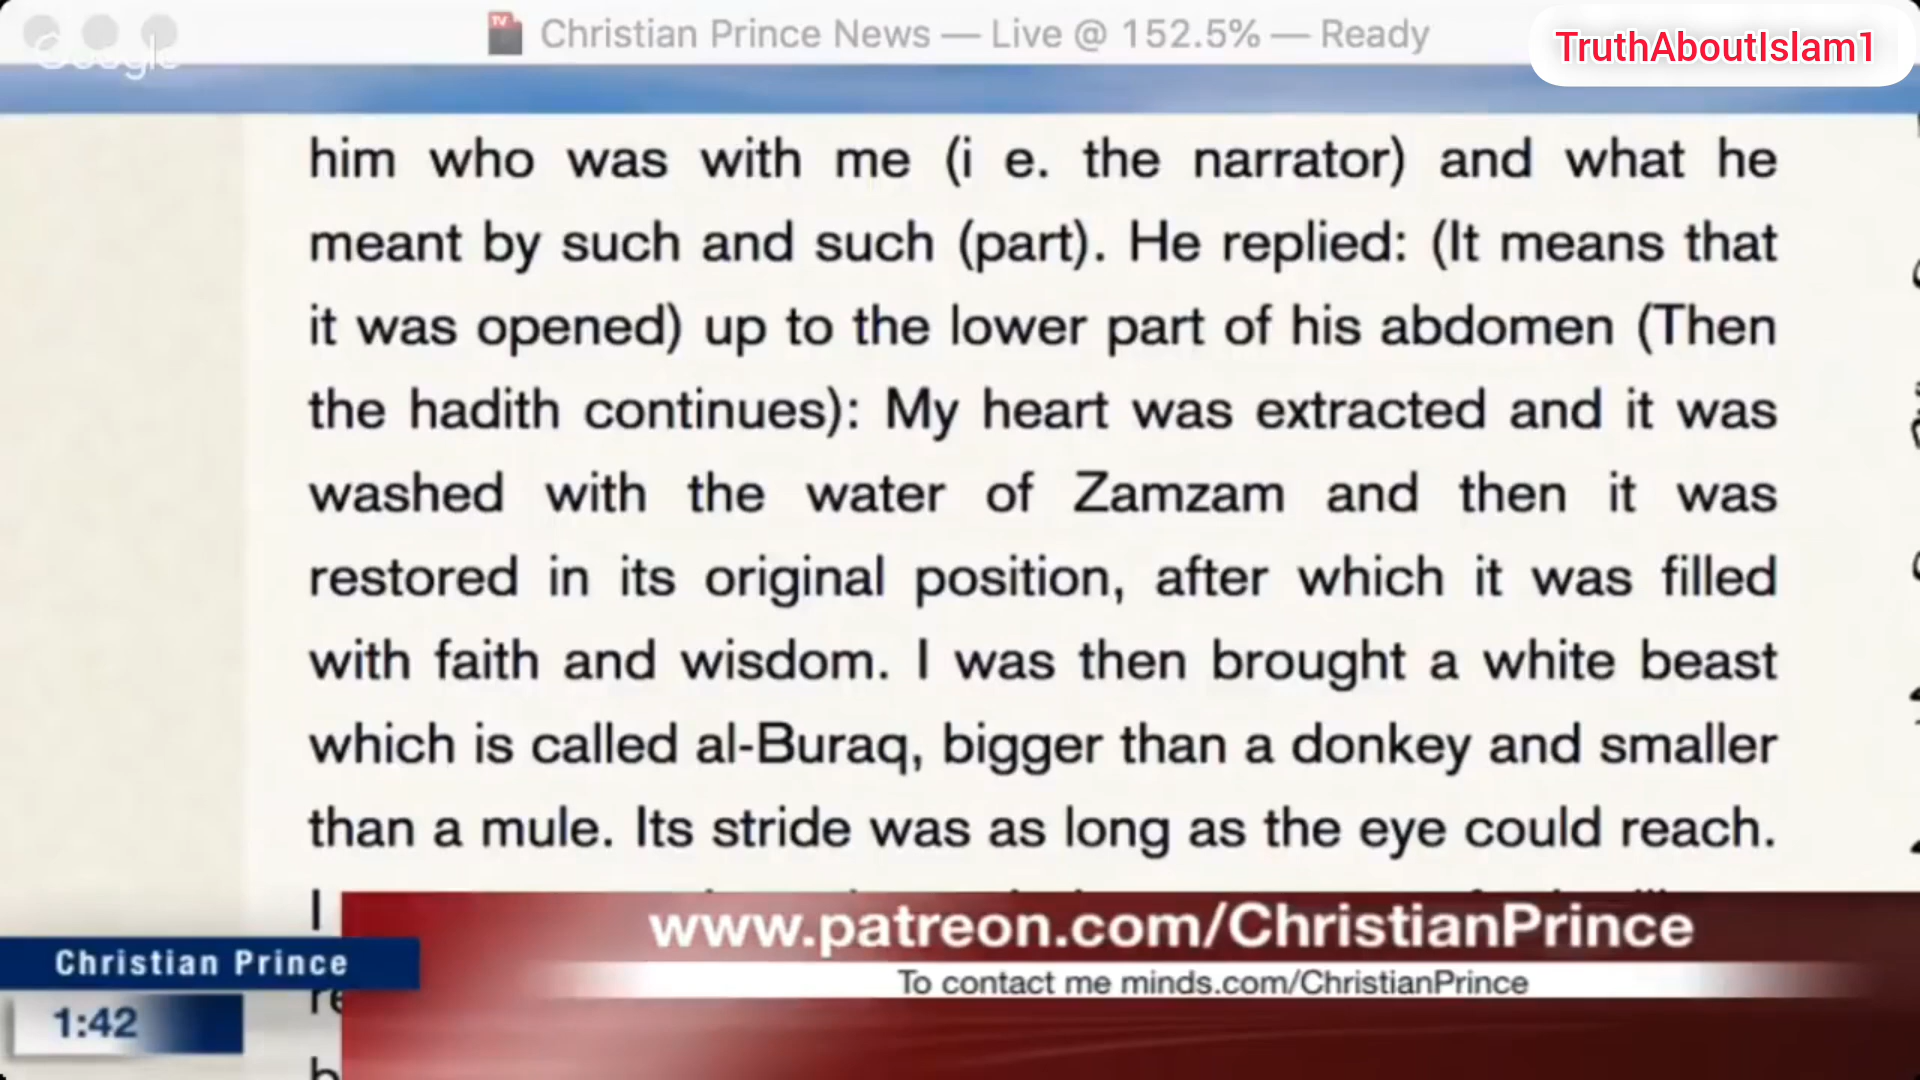 Christian Prince News — Live @ 152.5% — Ready
TruthAboutIslam1
Google
him who was with me (i e. the narrator) and what he
meant by such and such (part). He replied: (It means that
it was opened) up to the lower part of his abdomen (Then
the hadith continues): My heart was extracted and it was
washed with the water of Zamzam and then it was
restored in its original position, after which it was filled
with faith and wisdom. I was then brought a white beast
which is called al-Buraq, bigger than a donkey and smaller
than a mule. Its stride was as long as the eye could reach.
I
www.patreon.com/ChristianPrince
Christian Prince
To contact me minds.com/ChristianPrince
1:42